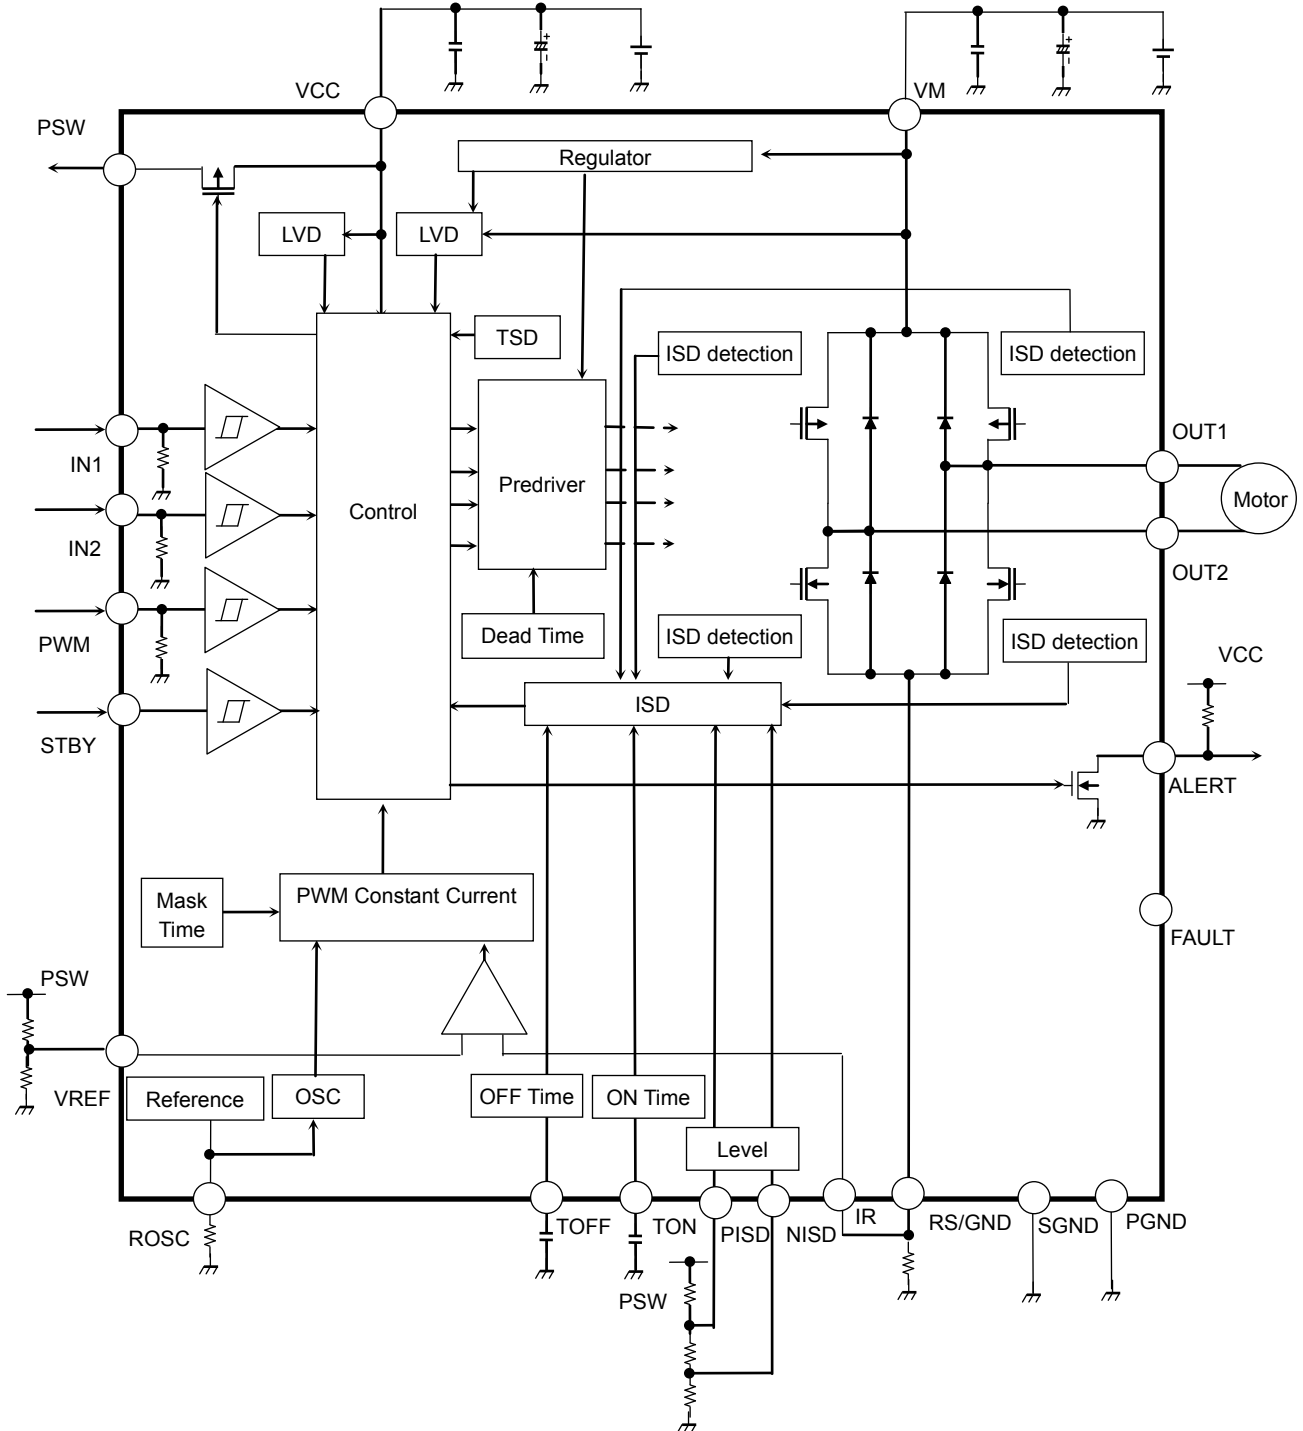 VCC
VM
PSW
Regulator
LVD
LVD
TSD
ISD detection
ISD detection
OUT1
IN1
Predriver
Motor
Control
IN2
OUT2
PWM
Dead Time
ISD detection
ISD detection
VCC
ISD
STBY
ALERT
Mask
Time
PWM Constant Current
FAULT
PSW
VREF
Reference
OSC
OFF Time
ON Time
Level
ROSC
TOFF
TON
PISD
NISD
IR
RS/GND
SGND
PGND
PSW